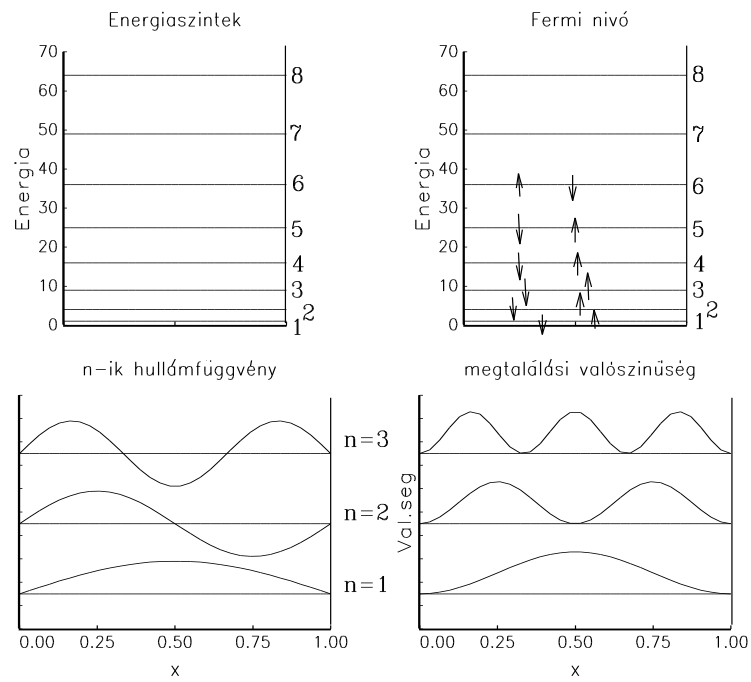 Energiaszintek
70
60
50
40
30
20
10
0
Energia
8
7
6
5
4
3
2
1
Fermi nivó
70
60
50
40
30
20
10
0
Energia
8
7
6
5
4
3
2
1
n-ik hullámfüggvény
n=3
n=2
n=1
0.00 0.25 0.50 0.75 1.00
x
megtalálási valószinűség
Val.seg
0.00 0.25 0.50 0.75 1.00
x